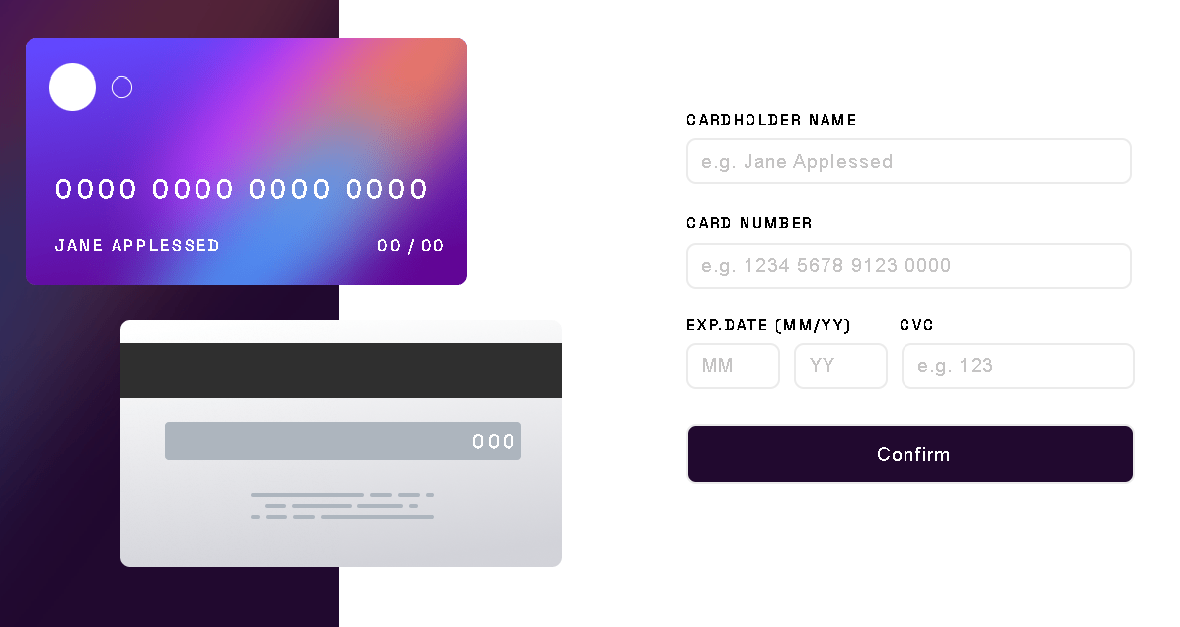 0000 0000 0000 0000
JANE APPLESSED 00 / 00
000
CARDHOLDER NAME
e.g. Jane Applessed
CARD NUMBER
e.g. 1234 5678 9123 0000
EXP.DATE (MM/YY) CVC
MM YY e.g. 123
Confirm